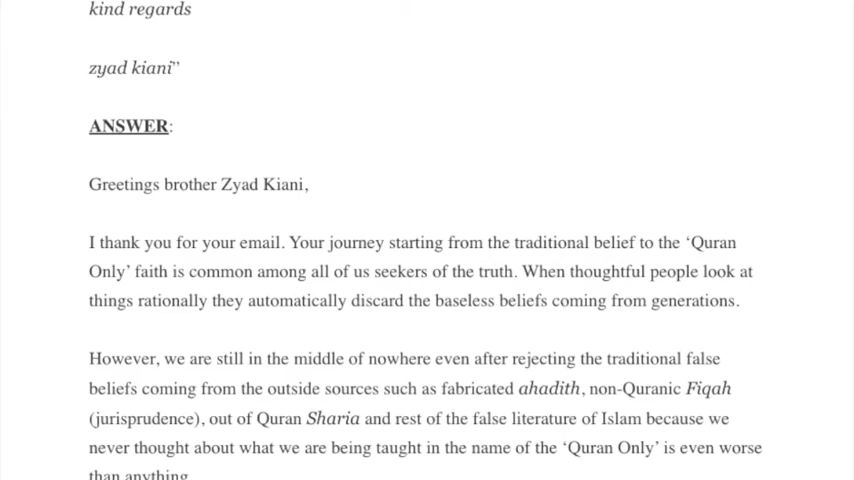 kind regards
zyad kiani”
ANSWER:
Greetings brother Zyad Kiani,
I thank you for your email. Your journey starting from the traditional belief to the ‘Quran
Only’ faith is common among all of us seekers of the truth. When thoughtful people look at
things rationally they automatically discard the baseless beliefs coming from generations.
However, we are still in the middle of nowhere even after rejecting the traditional false
beliefs coming from the outside sources such as fabricated ahadith, non-Quranic Fiqah
(jurisprudence), out of Quran Sharia and rest of the false literature of Islam because we
never thought about what we are being taught in the name of the ‘Quran Only’ is even worse
than anything